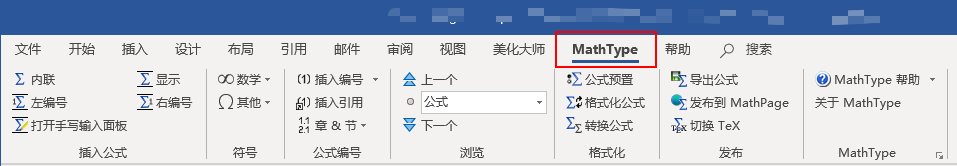 文件 开始 插入 设计 布局 引用 邮件 审阅 视图 美化大师 MathType 帮助 搜索
内联 显示 数学 (1) 插入编号 上一个 公式预置 导出公式 MathType 帮助
左编号 右编号 其他 插入引用 公式 格式化公式 发布到 MathPage 关于 MathType
打开手写输入面板 章 & 节 下一个 转换公式 切换 TeX
插入公式 符号 公式编号 浏览 格式化 发布 MathType